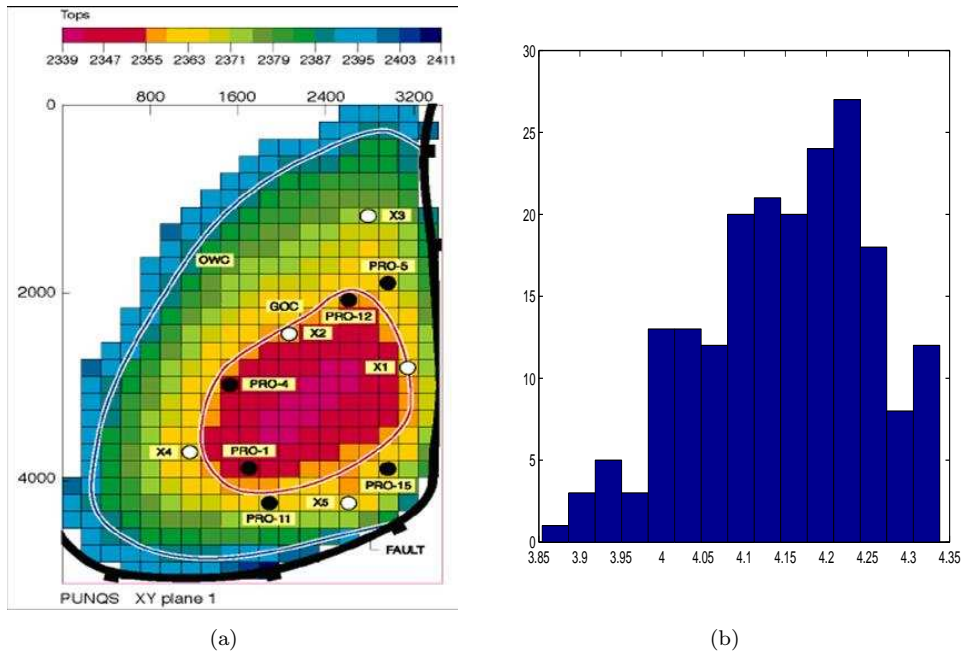 Tops
2339 2347 2355 2363 2371 2379 2387 2395 2403 2411
800 1600 2400 3200
0
X3
OWC
PRO-5
2000
GOC
PRO-12
X2
X1
PRO-4
X4
PRO-1
4000
X5
PRO-15
PRO-11
FAULT
PUNQS XY plane 1
(a)
30
25
20
15
10
5
0
3.85 3.9 3.95 4 4.05 4.1 4.15 4.2 4.25 4.3 4.35
(b)